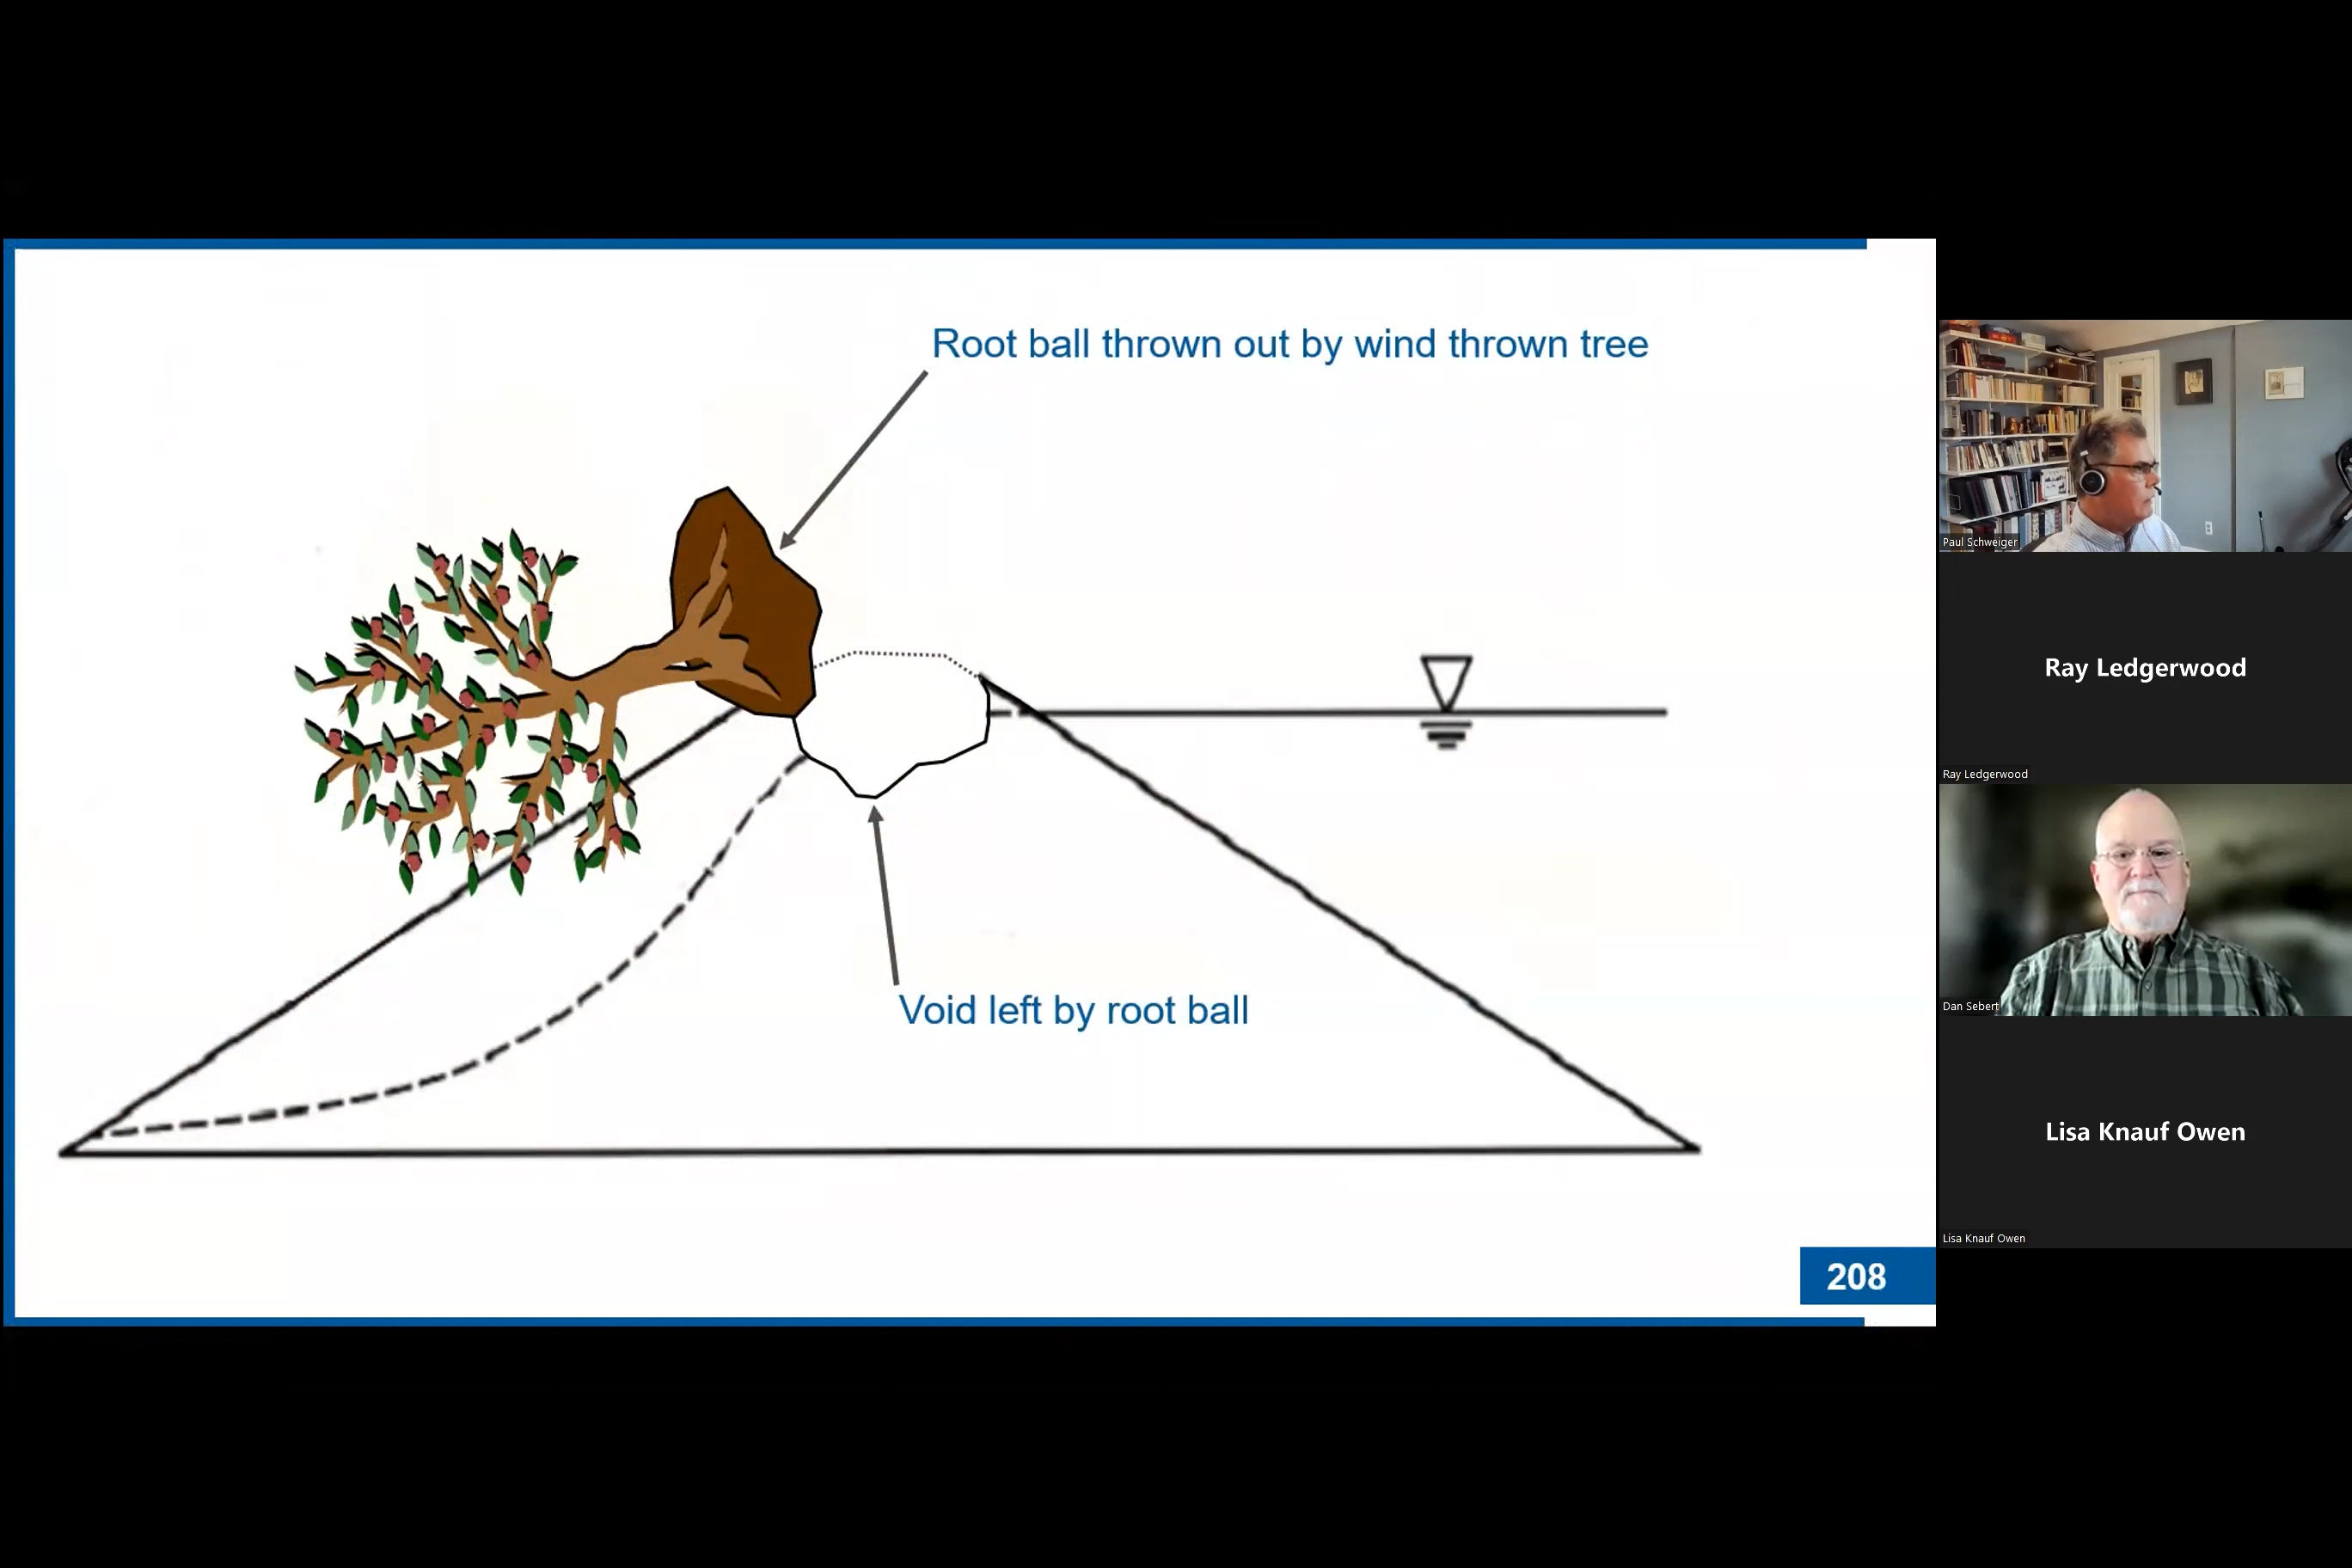 Root ball thrown out by wind thrown tree
Void left by root ball
208
Paul Schweiger
Ray Ledgerwood
Ray Ledgerwood
Dan Sebert
Lisa Knauf Owen
Lisa Knauf Owen